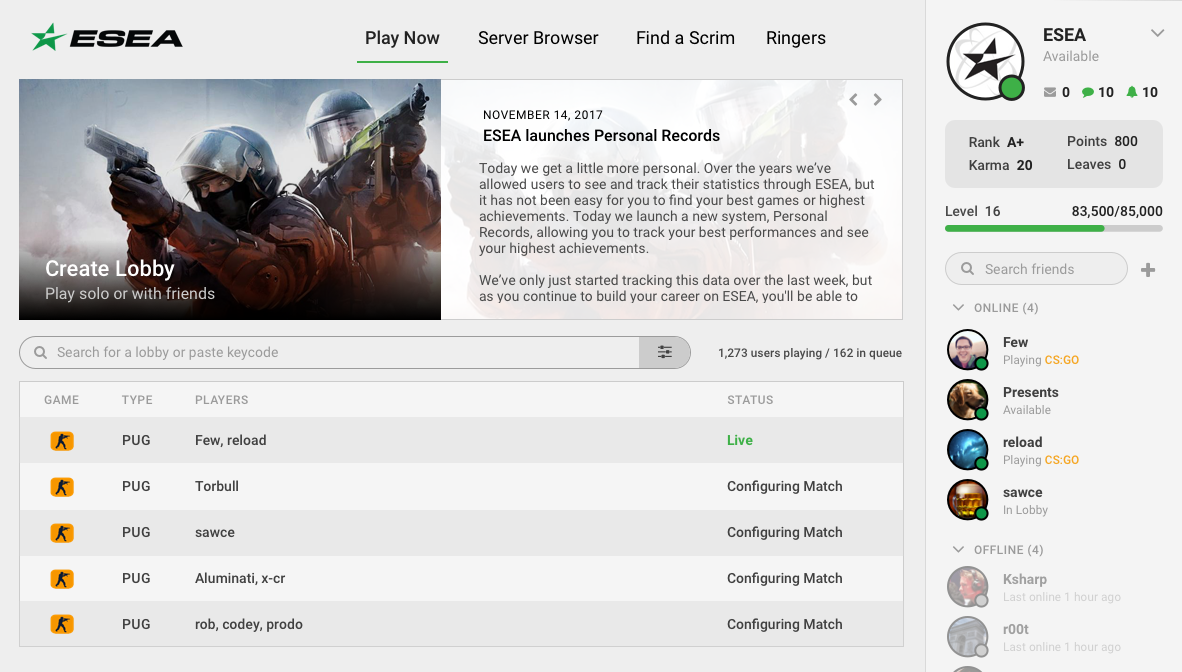 ESEA
Play Now
Server Browser
Find a Scrim
Ringers
Create Lobby
Play solo or with friends
NOVEMBER 14, 2017
ESEA launches Personal Records
Today we get a little more personal. Over the years we’ve
allowed users to see and track their statistics through ESEA, but
it has not been easy for you to find your best games or highest
achievements. Today we launch a new system, Personal
Records, allowing you to track your best performances and see
your highest achievements.
We’ve only just started tracking this data over the last week, but
as you continue to build your career on ESEA, you'll be able to
Search for a lobby or paste keycode
1,273 users playing / 162 in queue
GAME TYPE PLAYERS STATUS
PUG Few, reload Live
PUG Torbull Configuring Match
PUG sawce Configuring Match
PUG Aluminati, x-cr Configuring Match
PUG rob, codey, prodo Configuring Match
ESEA
Available
0 10 10
Rank A+ Points 800
Karma 20 Leaves 0
Level 16 83,500/85,000
Search friends
ONLINE (4)
Few
Playing CS:GO
Presents
Available
reload
Playing CS:GO
sawce
In Lobby
OFFLINE (4)
Ksharp
Last online 1 hour ago
r00t
Last online 1 hour ago